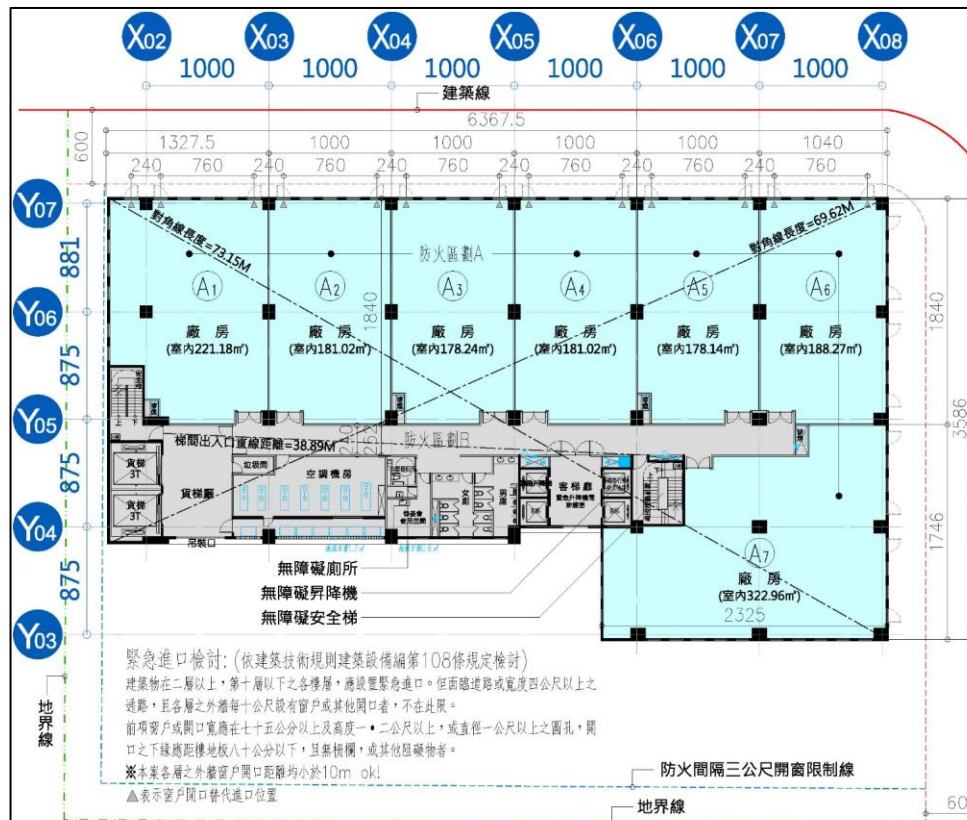 X02 X03 X04 X05 X06 X07 X08
1000 1000 1000 1000 1000 1000
建築線
6367.5
600
1327.5 1000 1000 1000 1000 1040
240 760 240 760 240 760 240 760 240 760 240 760
Y07
881
Y06
875
Y05
875
Y04
875
Y03
對角線長度=73.15M
對角線長度=69.62M
防火區劃A
A1 A2 A3 A4 A5 A6
1840
1840
廠房 廠房 廠房 廠房 廠房 廠房
(室內221.18㎡) (室內181.02㎡) (室內178.24㎡) (室內181.02㎡) (室內178.14㎡) (室內188.27㎡)
3586
上 下
梯間出入口直線距離=38.89M
防火區劃B
貨梯
3T
貨梯
3T
貨梯廳
垃圾間
空調機房
女廁
男廁
客梯廳
吊裝口
1746
A7
廠房
(室內322.96㎡)
2325
無障礙廁所
無障礙昇降機
無障礙安全梯
緊急進口檢討:(依建築技術規則建築設備編第108條規定檢討)
建築物在二層以上,第十層以下之各樓層,應設置緊急進口。但面臨道路或寬度四公尺以上之
通路,且各層之外牆每十公尺設有窗戶或其他開口者,不在此限。
前項窗戶或開口寬應在七十五公分以上及高度一•二公尺以上,或直徑一公尺以上之圓孔,開
口之下緣應距樓地板八十公分以下,且無柵欄,或其他阻礙物者。
※本案各層之外牆窗戶開口距離均小於10m ok!
△表示窗戶開口替代進口位置
地界線
防火間隔三公尺開窗限制線
地界線
60